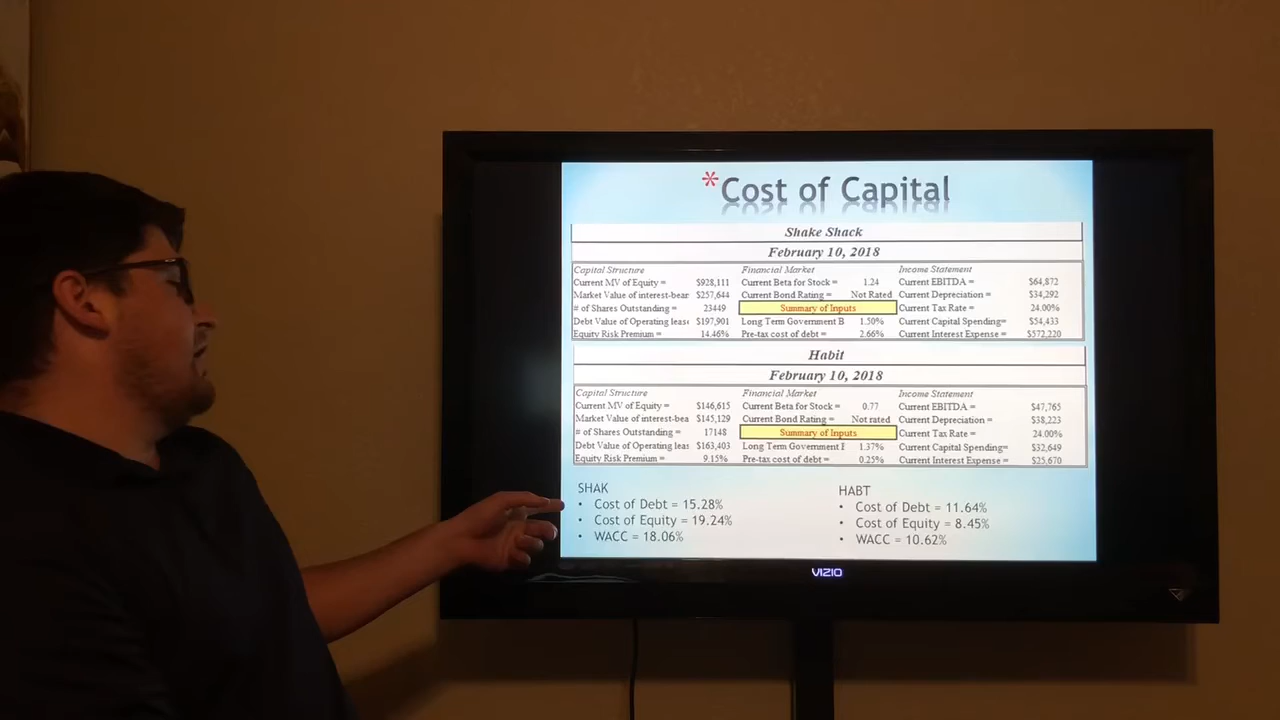 *Cost of Capital
Shake Shack
February 10, 2018
Capital Structure Financial Market Income Statement
Current MV of Equity = $928,111 Current Beta for Stock = 1.24 Current EBITDA = $64,872
Market Value of interest-bear $257,644 Current Bond Rating = Not Rated Current Depreciation = $34,292
# of Shares Outstanding = 23449 Summary of Inputs Current Tax Rate = 24.00%
Debt Value of Operating lease $197,901 Long Term Government B 1.50% Current Capital Spending= $54,433
Equity Risk Premium = 14.46% Pre-tax cost of debt = 2.66% Current Interest Expense = $572,220
Habit
February 10, 2018
Capital Structure Financial Market Income Statement
Current MV of Equity = $146,615 Current Beta for Stock = 0.77 Current EBITDA = $47,765
Market Value of interest-bea $145,129 Current Bond Rating = Not rated Current Depreciation = $38,223
# of Shares Outstanding = 17148 Summary of Inputs Current Tax Rate = 24.00%
Debt Value of Operating leas $163,403 Long Term Government 1.37% Current Capital Spending= $32,649
Equity Risk Premium = 9.15% Pre-tax cost of debt = 0.25% Current Interest Expense = $25,670
SHAK
• Cost of Debt = 15.28%
• Cost of Equity = 19.24%
• WACC = 18.06%
HABT
• Cost of Debt = 11.64%
• Cost of Equity = 8.45%
• WACC = 10.62%
VIZIO